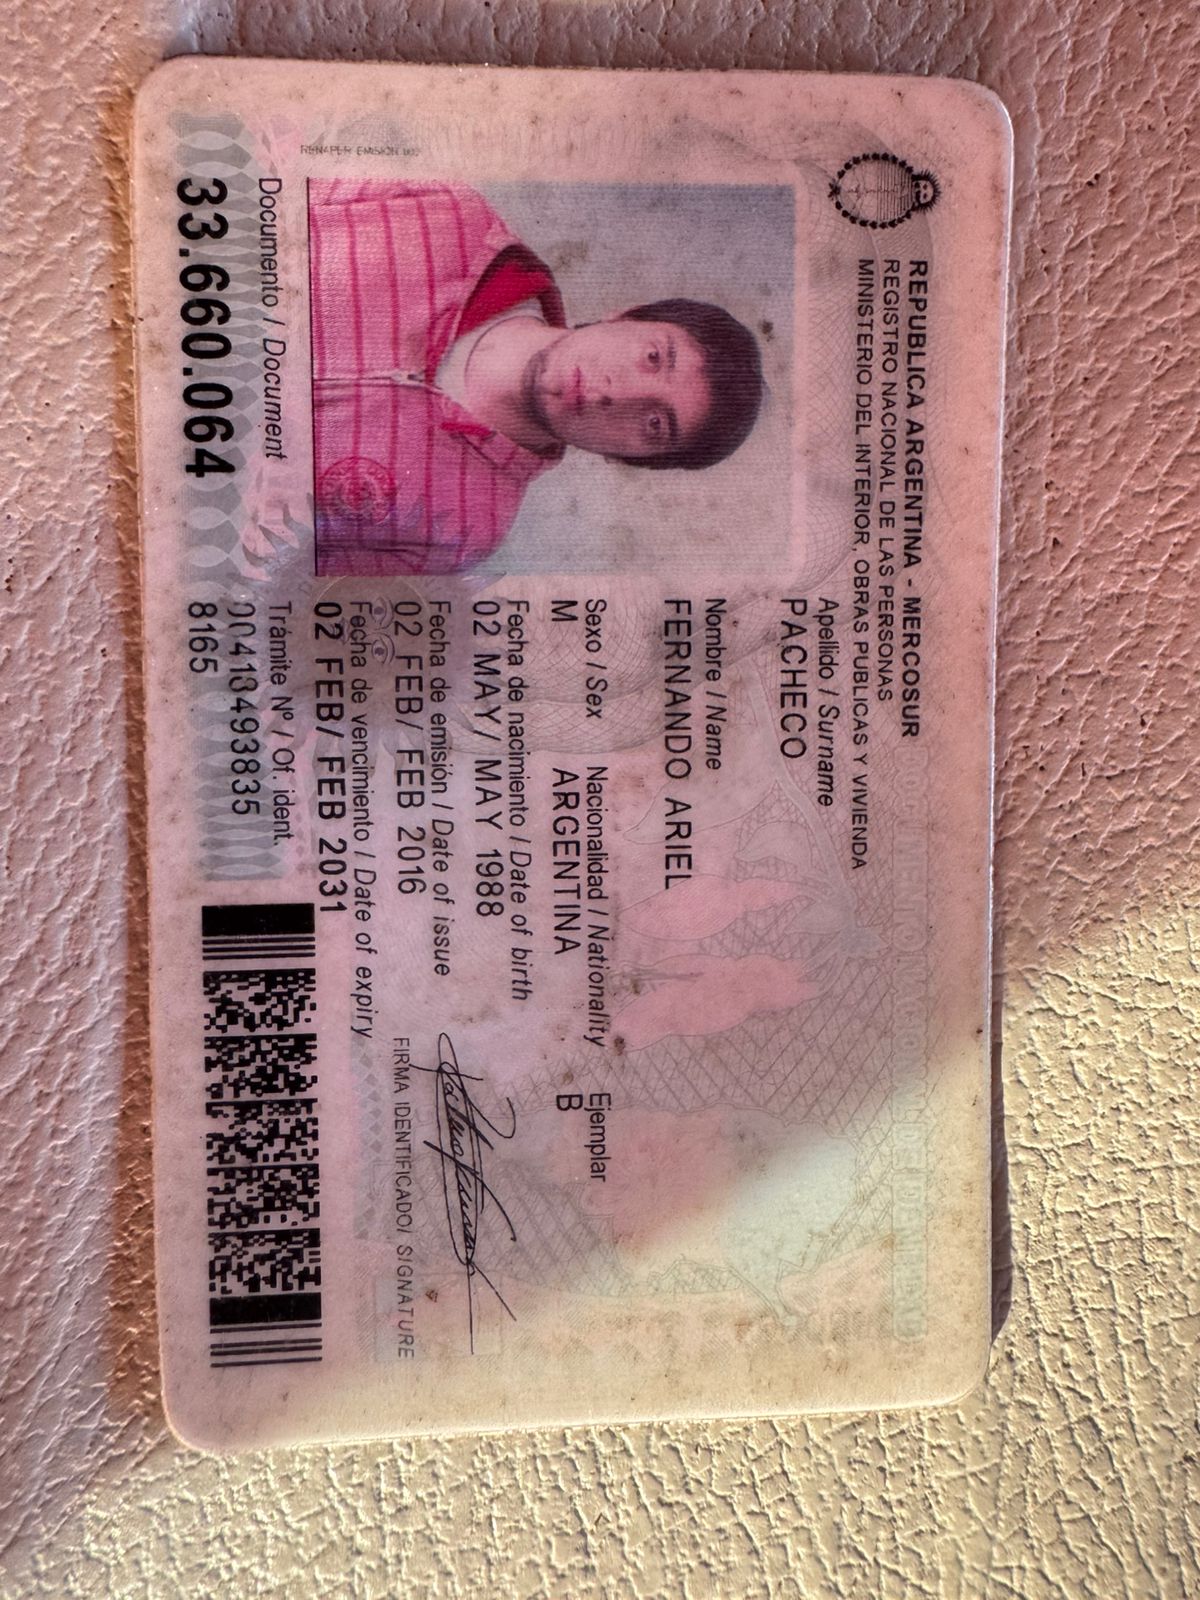 REPUBLICA ARGENTINA - MERCOSUR
REGISTRO NACIONAL DE LAS PERSONAS
MINISTERIO DEL INTERIOR, OBRAS PUBLICAS Y VIVIENDA
Apellido / Surname
PACHECO
Nombre / Name
FERNANDO ARIEL
Sexo / Sex Nacionalidad / Nationality Ejemplar
M ARGENTINA B
Fecha de nacimiento / Date of birth
02 MAY/ MAY 1988
Fecha de emisión / Date of issue
02 FEB/ FEB 2016
FIRMA IDENTIFICADO/ SIGNATURE
Fecha de vencimiento / Date of expiry
02 FEB/ FEB 2031
Documento / Document
33.660.064
Trámite Nº / Of. ident.
00413493835
8165
RENAPER EMISION